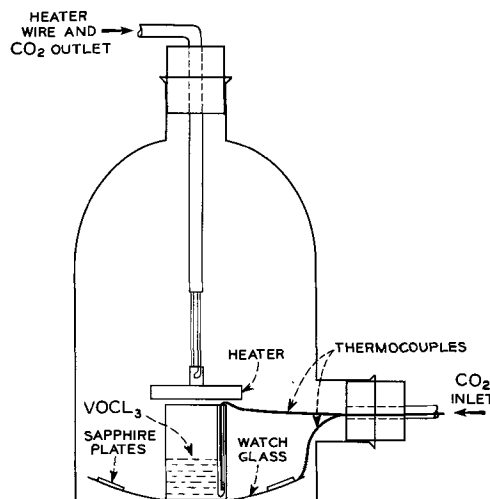 HEATER
WIRE AND
CO2 OUTLET
HEATER
THERMOCOUPLES
CO2
INLET
VOCL3
SAPPHIRE
PLATES
WATCH
GLASS